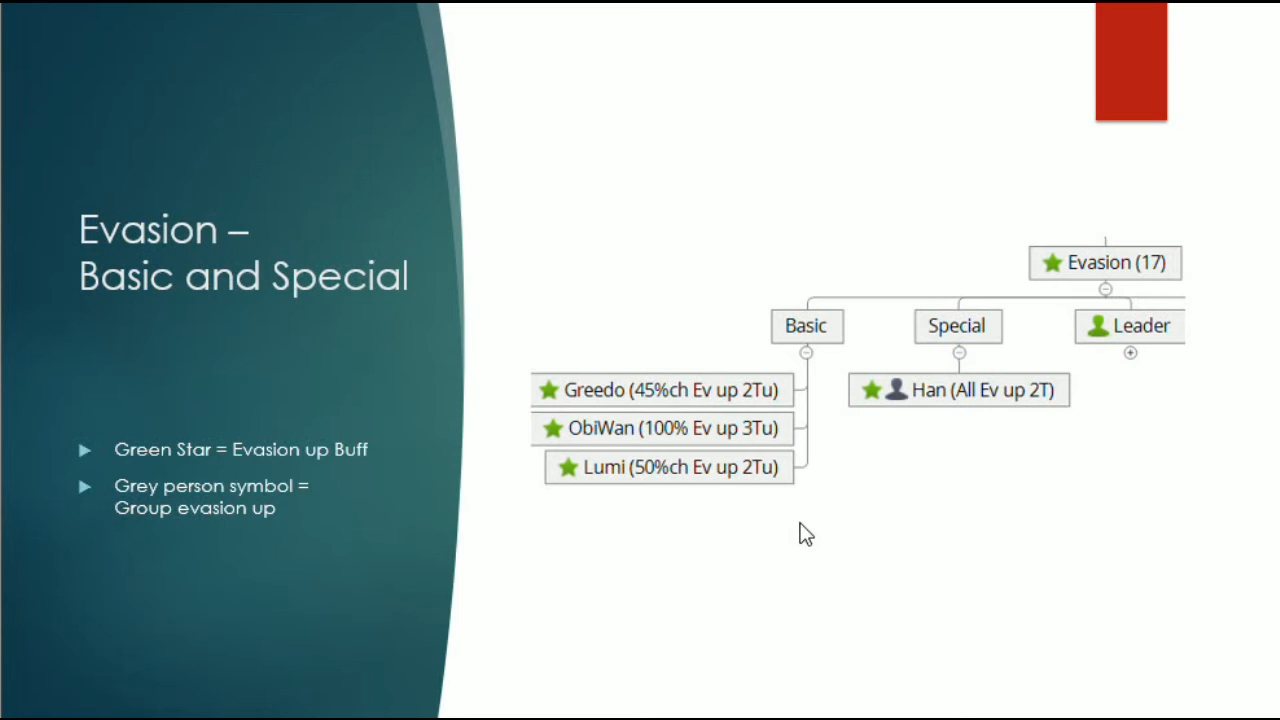 Evasion –
Basic and Special
Green Star = Evasion up Buff
Grey person symbol =
Group evasion up
Evasion (17)
Basic
Special
Leader
Greedo (45%ch Ev up 2Tu)
ObiWan (100% Ev up 3Tu)
Lumi (50%ch Ev up 2Tu)
Han (All Ev up 2T)